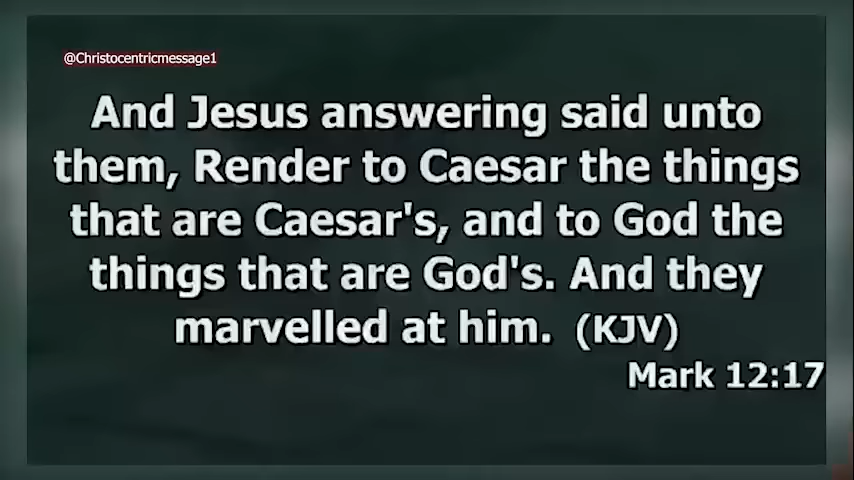 @Christocentricmessage1
And Jesus answering said unto
them, Render to Caesar the things
that are Caesar's, and to God the
things that are God's. And they
marvelled at him. (KJV)
Mark 12:17